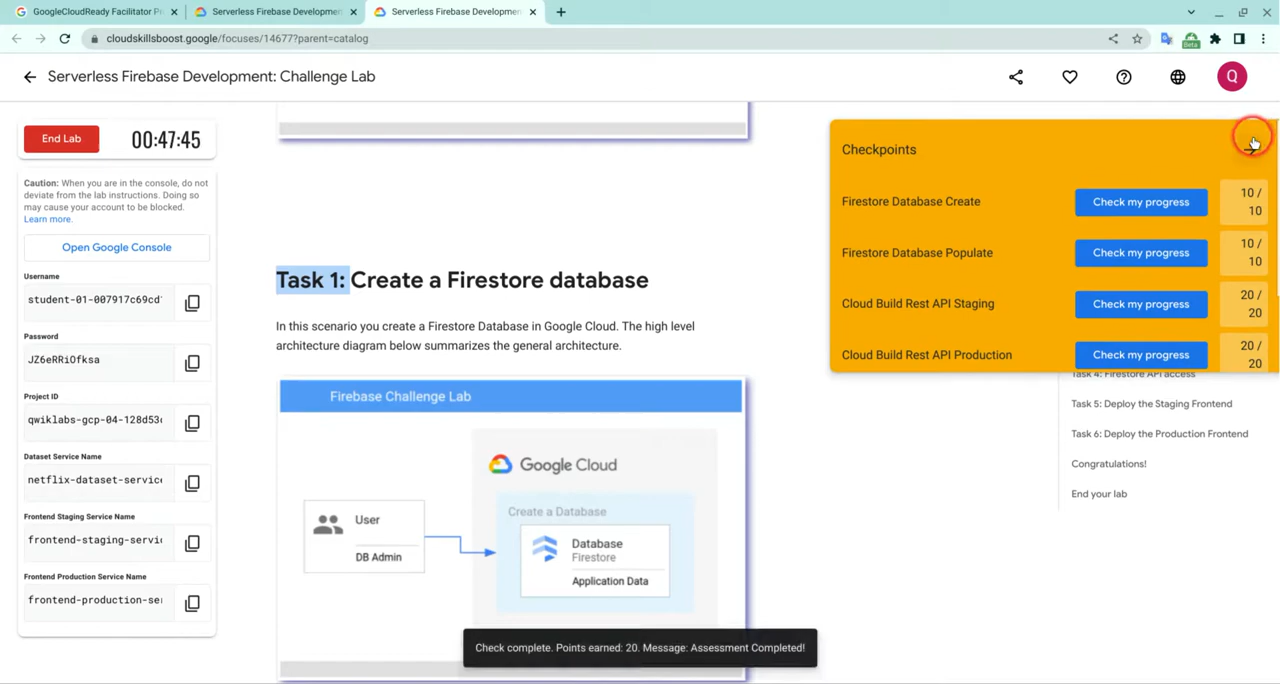 GoogleCloudReady Facilitator Pr
Serverless Firebase Developmen
Serverless Firebase Developmen
cloudskillsboost.google/focuses/14677?parent=catalog
Beta
Serverless Firebase Development: Challenge Lab
Q
End Lab
00:47:45
Caution: When you are in the console, do not
deviate from the lab instructions. Doing so
may cause your account to be blocked.
Learn more.
Open Google Console
Username
student-01-007917c69cd
Password
JZ6eRRiOfksa
Project ID
qwiklabs-gcp-04-128d53
Dataset Service Name
netflix-dataset-service
Frontend Staging Service Name
frontend-staging-servi
Frontend Production Service Name
frontend-production-se
Task 1: Create a Firestore database
In this scenario you create a Firestore Database in Google Cloud. The high level
architecture diagram below summarizes the general architecture.
Firebase Challenge Lab
Google Cloud
Create a Database
User
DB Admin
Database
Firestore
Application Data
Checkpoints
Firestore Database Create
Check my progress
10 /
10
Firestore Database Populate
Check my progress
10 /
10
Cloud Build Rest API Staging
Check my progress
20 /
20
Cloud Build Rest API Production
Check my progress
20 /
20
Task 4: Firestore API access
Task 5: Deploy the Staging Frontend
Task 6: Deploy the Production Frontend
Congratulations!
End your lab
Check complete. Points earned: 20. Message: Assessment Completed!